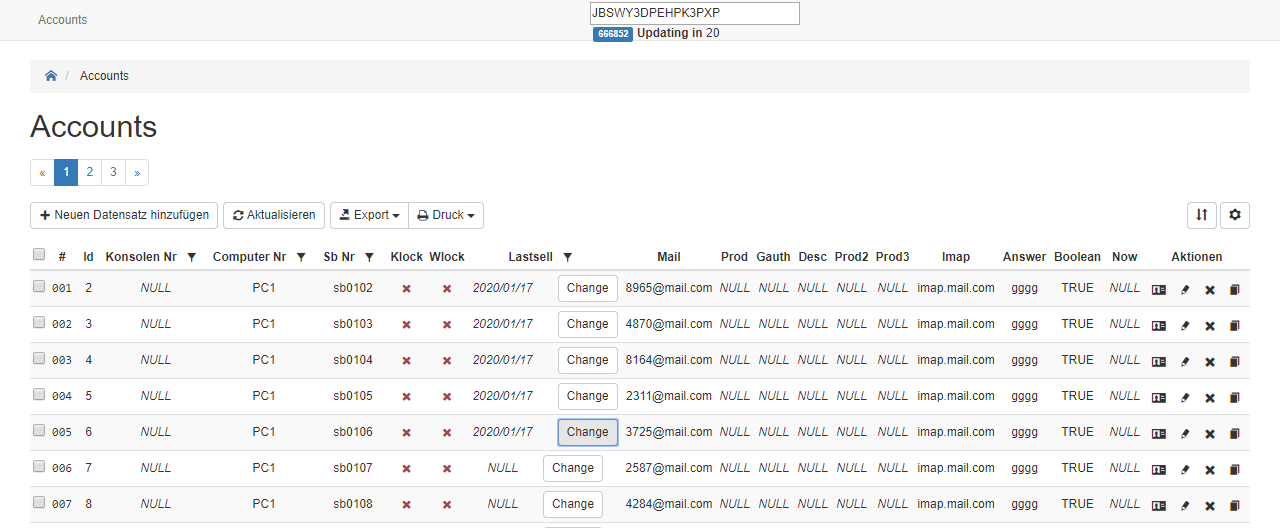 Accounts
JBSWY3DPEHPK3PXP
666852 Updating in 20
/ Accounts
Accounts
« 1 2 3 »
Neuen Datensatz hinzufügen Aktualisieren Export Druck
# Id Konsolen Nr Computer Nr Sb Nr Klock Wlock Lastsell Mail Prod Gauth Desc Prod2 Prod3 Imap Answer Boolean Now Aktionen
001 2 NULL PC1 sb0102 2020/01/17 Change 8965@mail.com NULL NULL NULL NULL NULL imap.mail.com gggg TRUE NULL
002 3 NULL PC1 sb0103 2020/01/17 Change 4870@mail.com NULL NULL NULL NULL NULL imap.mail.com gggg TRUE NULL
003 4 NULL PC1 sb0104 2020/01/17 Change 8164@mail.com NULL NULL NULL NULL NULL imap.mail.com gggg TRUE NULL
004 5 NULL PC1 sb0105 2020/01/17 Change 2311@mail.com NULL NULL NULL NULL NULL imap.mail.com gggg TRUE NULL
005 6 NULL PC1 sb0106 2020/01/17 Change 3725@mail.com NULL NULL NULL NULL NULL imap.mail.com gggg TRUE NULL
006 7 NULL PC1 sb0107 NULL Change 2587@mail.com NULL NULL NULL NULL NULL imap.mail.com gggg TRUE NULL
007 8 NULL PC1 sb0108 NULL Change 4284@mail.com NULL NULL NULL NULL NULL imap.mail.com gggg TRUE NULL